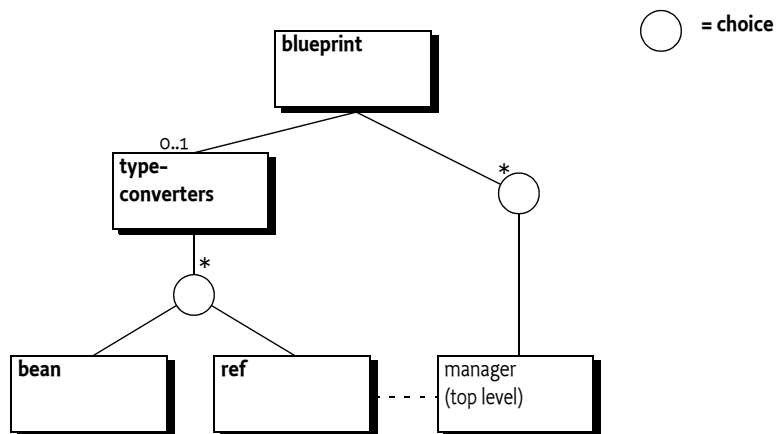 blueprint
= choice
0..1
type-
converters
*
*
bean
ref
manager
(top level)